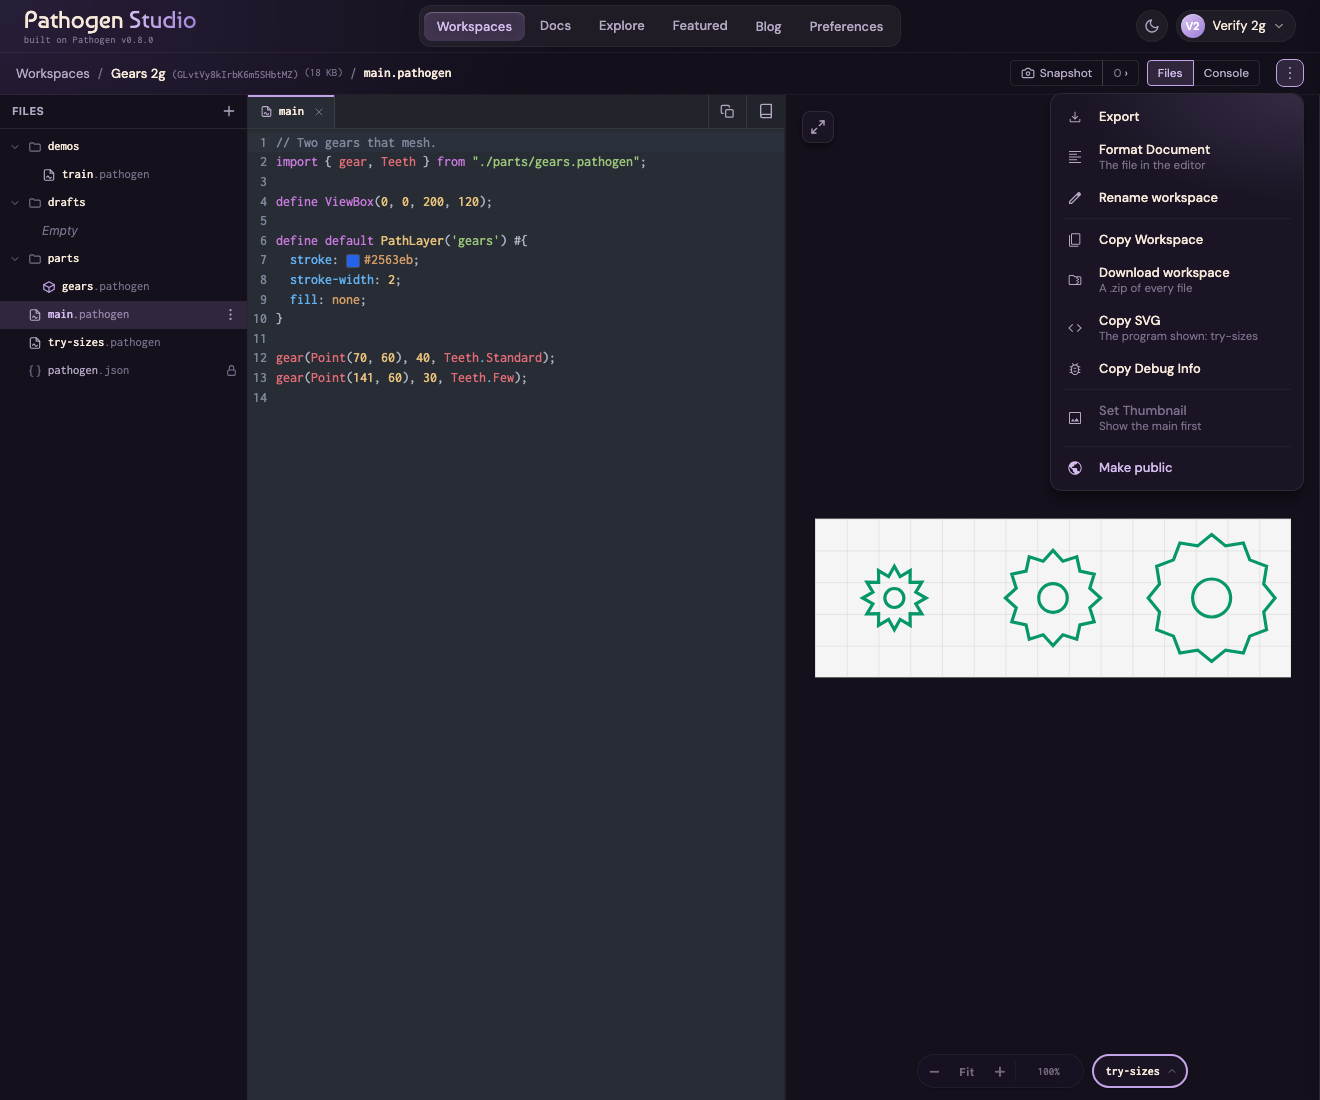 Pathogen Studio
built on Pathogen v0.8.0
Workspaces
Docs
Explore
Featured
Blog
Preferences
V2
Verify 2g
Workspaces / Gears 2g (GLvtVy8kIrbK6m5SHbtMZ) (18 KB) / main.pathogen
Snapshot
0 ›
Files
Console
FILES
demos
train.pathogen
drafts
Empty
parts
gears.pathogen
main.pathogen
try-sizes.pathogen
{} pathogen.json
main
1 // Two gears that mesh.
2 import { gear, Teeth } from "./parts/gears.pathogen";
3
4 define ViewBox(0, 0, 200, 120);
5
6 define default PathLayer('gears') #{
7 stroke: #2563eb;
8 stroke-width: 2;
9 fill: none;
10 }
11
12 gear(Point(70, 60), 40, Teeth.Standard);
13 gear(Point(141, 60), 30, Teeth.Few);
14
Export
Format Document
The file in the editor
Rename workspace
Copy Workspace
Download workspace
A .zip of every file
Copy SVG
The program shown: try-sizes
Copy Debug Info
Set Thumbnail
Show the main first
Make public
Fit
100%
try-sizes